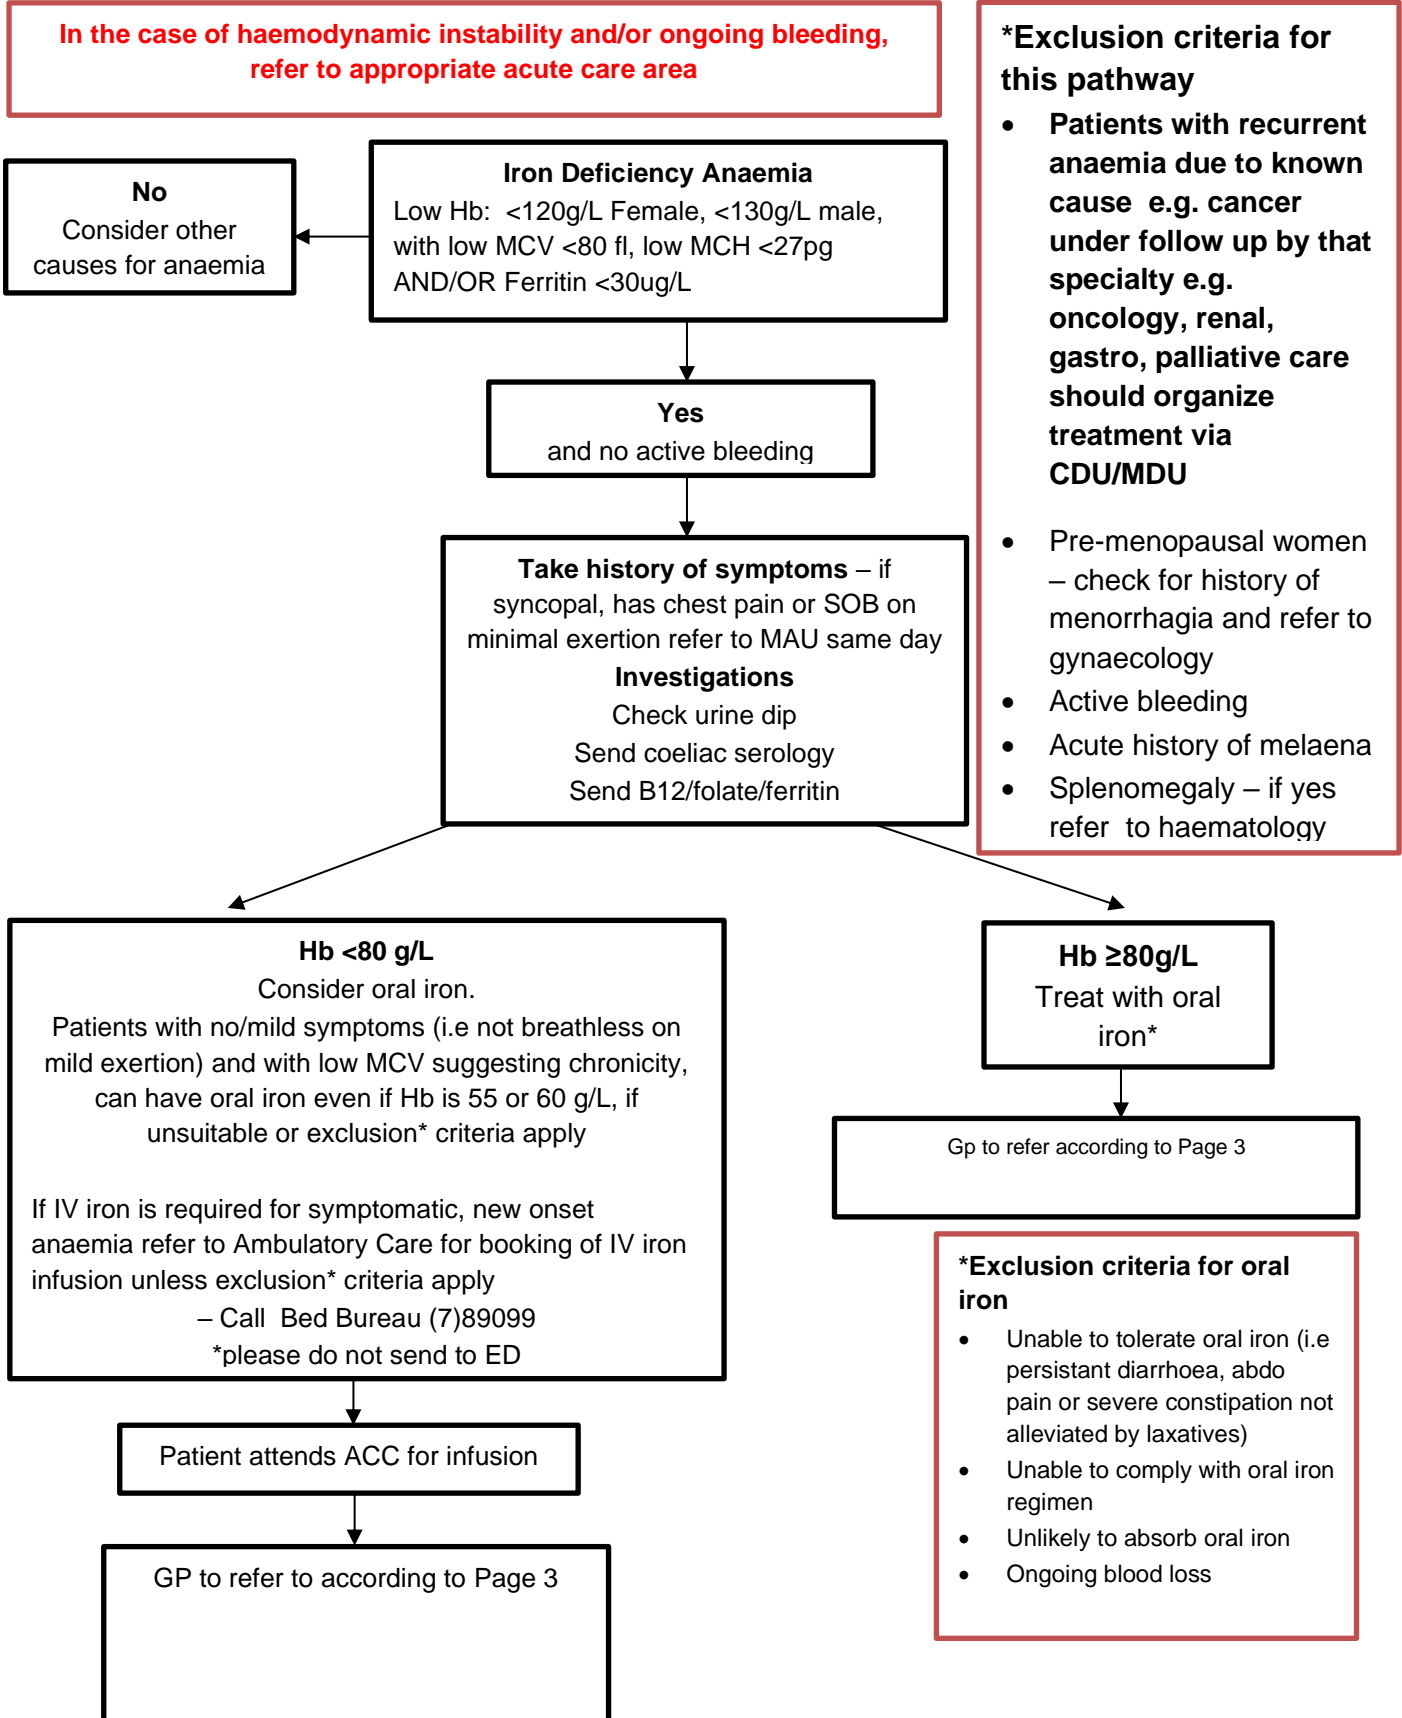 In the case of haemodynamic instability and/or ongoing bleeding,
refer to appropriate acute care area
*Exclusion criteria for
this pathway
• Patients with recurrent
anaemia due to known
cause e.g. cancer
under follow up by that
specialty e.g.
oncology, renal,
gastro, palliative care
should organize
treatment via
CDU/MDU
• Pre-menopausal women
– check for history of
menorrhagia and refer to
gynaecology
• Active bleeding
• Acute history of melaena
• Splenomegaly – if yes
refer to haematology
No
Consider other
causes for anaemia
Iron Deficiency Anaemia
Low Hb: <120g/L Female, <130g/L male,
with low MCV <80 fl, low MCH <27pg
AND/OR Ferritin <30ug/L
Yes
and no active bleeding
Take history of symptoms – if
syncopal, has chest pain or SOB on
minimal exertion refer to MAU same day
Investigations
Check urine dip
Send coeliac serology
Send B12/folate/ferritin
Hb <80 g/L
Consider oral iron.
Patients with no/mild symptoms (i.e not breathless on
mild exertion) and with low MCV suggesting chronicity,
can have oral iron even if Hb is 55 or 60 g/L, if
unsuitable or exclusion* criteria apply
If IV iron is required for symptomatic, new onset
anaemia refer to Ambulatory Care for booking of IV iron
infusion unless exclusion* criteria apply
– Call Bed Bureau (7)89099
*please do not send to ED
Patient attends ACC for infusion
GP to refer to according to Page 3
Hb ≥80g/L
Treat with oral
iron*
Gp to refer according to Page 3
*Exclusion criteria for oral
iron
• Unable to tolerate oral iron (i.e
persistant diarrhoea, abdo
pain or severe constipation not
alleviated by laxatives)
• Unable to comply with oral iron
regimen
• Unlikely to absorb oral iron
• Ongoing blood loss